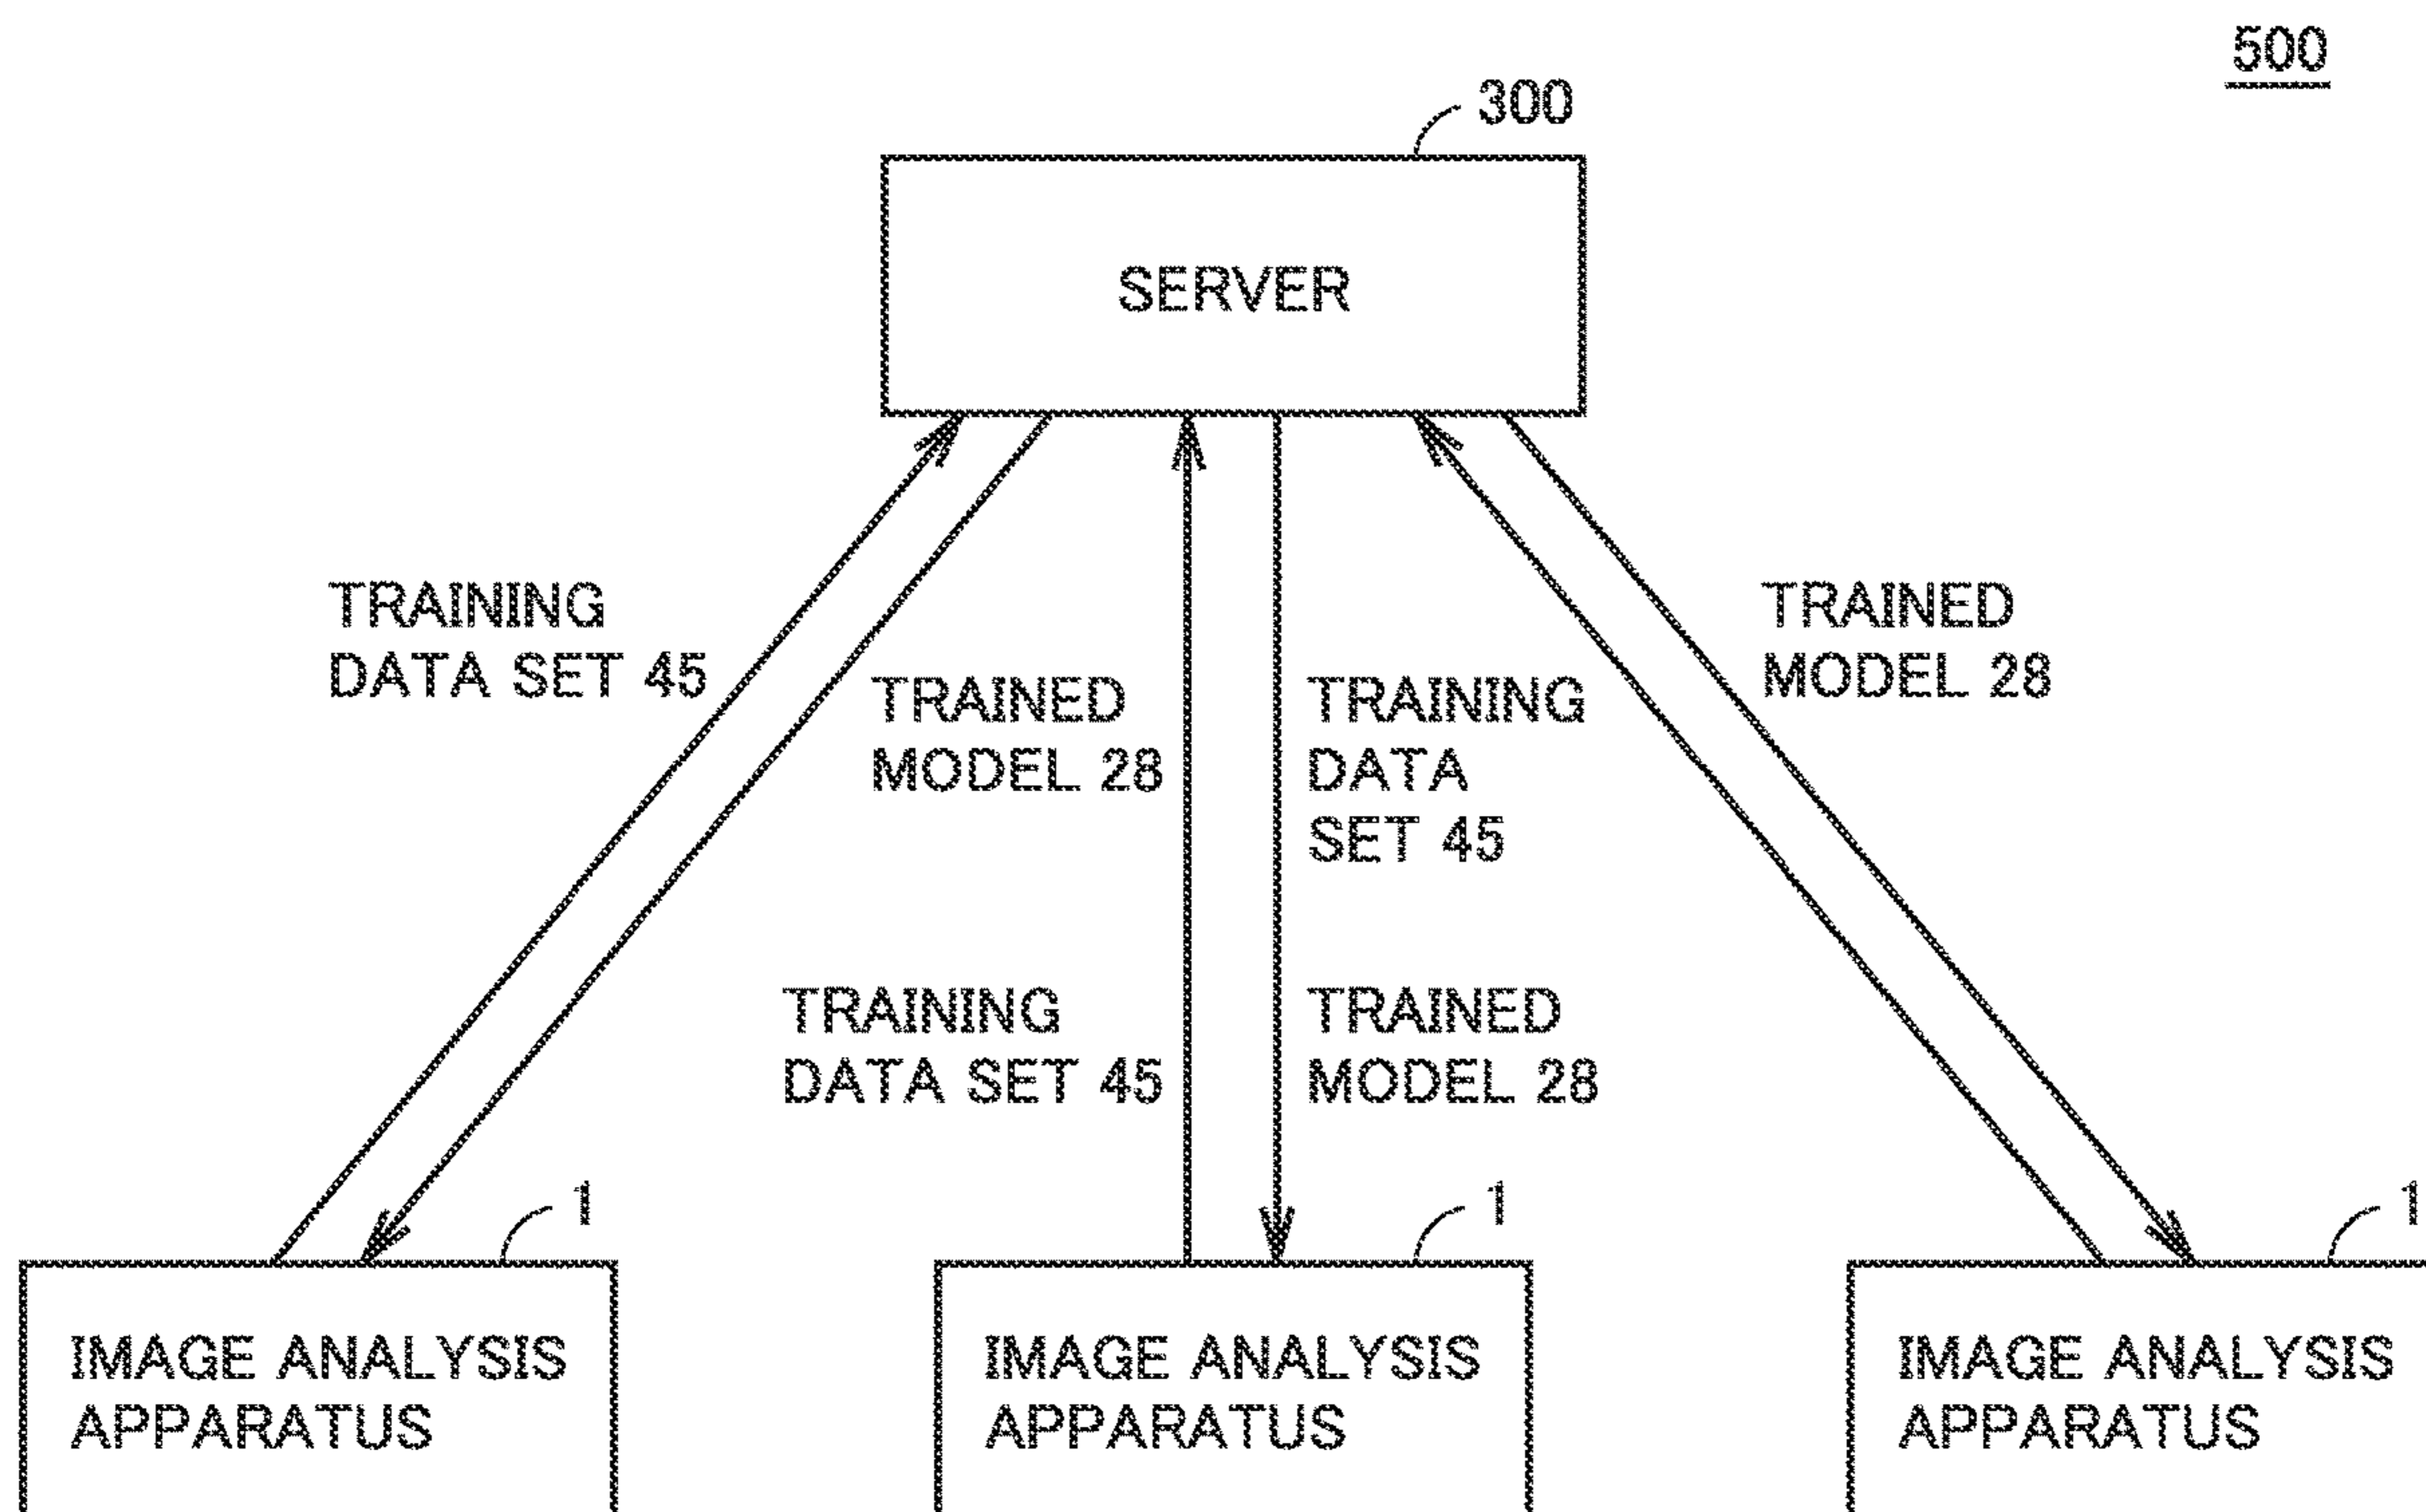 500
300
SERVER
TRAINING
DATA SET 45
TRAINED
MODEL 28
TRAINING
DATA
SET 45
TRAINED
MODEL 28
TRAINING
DATA SET 45
TRAINED
MODEL 28
1
1
1
IMAGE ANALYSIS
APPARATUS
IMAGE ANALYSIS
APPARATUS
IMAGE ANALYSIS
APPARATUS